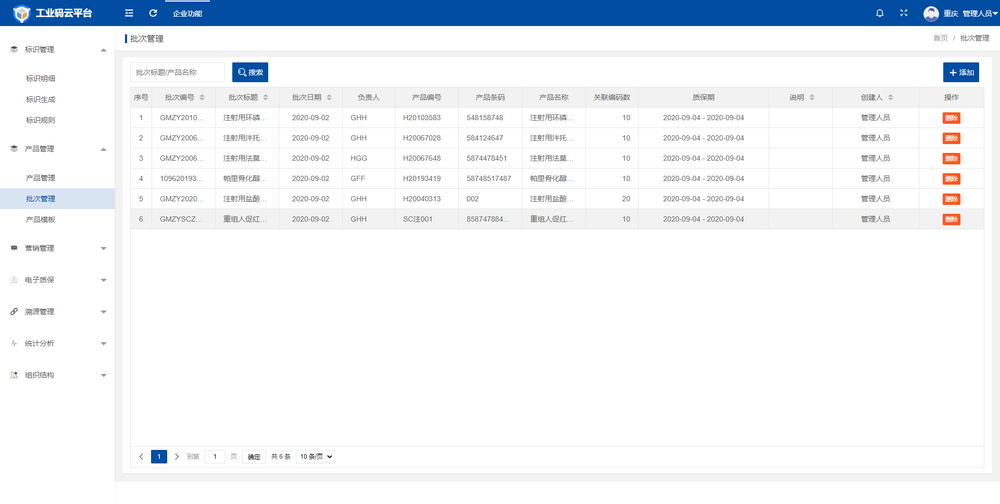 工业码云平台
企业功能
重庆 管理人员
标识管理
标识明细
标识生成
标识规则
产品管理
产品管理
批次管理
产品模板
营销管理
电子质保
溯源管理
统计分析
组织结构
批次管理
首页 / 批次管理
批次标题/产品名称 搜索 添加
序号 批次编号 批次标题 批次日期 负责人 产品编号 产品条码 产品名称 关联编码数 质保期 说明 创建人 操作
1 GMZY2010... 注射用环磷... 2020-09-02 GHH H20103583 548158748 注射用环磷... 10 2020-09-04 - 2020-09-04 管理人员 删除
2 GMZY2006... 注射用泮托... 2020-09-02 GHH H20067028 584124647 注射用泮托... 10 2020-09-04 - 2020-09-04 管理人员 删除
3 GMZY2006... 注射用法莫... 2020-09-02 HGG H20067648 5874478451 注射用法莫... 10 2020-09-04 - 2020-09-04 管理人员 删除
4 109620193... 帕里骨化醇... 2020-09-02 GFF H20193419 58748517487 帕里骨化醇... 10 2020-09-04 - 2020-09-04 管理人员 删除
5 GMZY2020... 注射用盐酸... 2020-09-02 GHH H20040313 002 注射用盐酸... 20 2020-09-04 - 2020-09-04 管理人员 删除
6 GMZYSCZ... 重组人促红... 2020-09-02 GHH SC注001 858747884... 重组人促红... 10 2020-09-04 - 2020-09-04 管理人员 删除
1 到第 1 页 确定 共 6 条 10 条/页